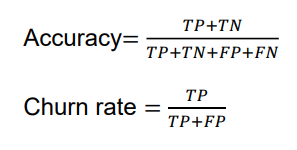 Accuracy= TP+TN / TP+TN+FP+FN
Churn rate = TP / TP+FP